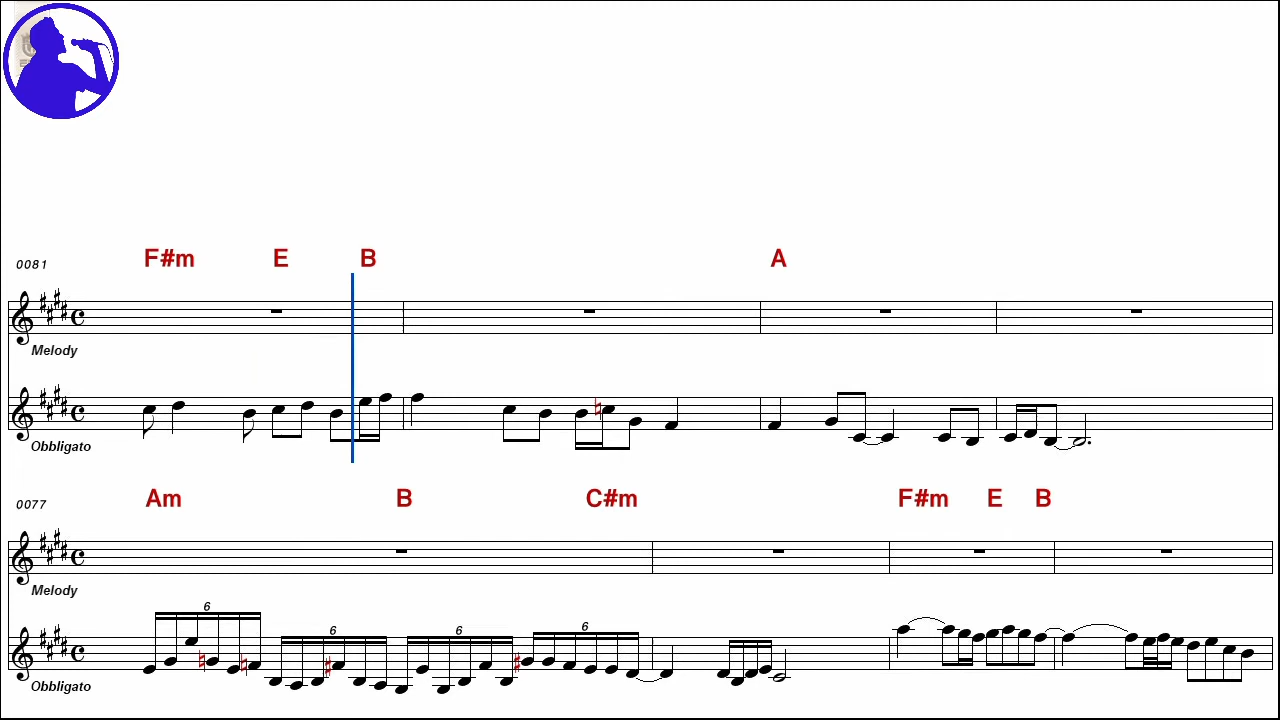 F#m E B A
0081
Melody
Obbligato
Am B C#m F#m E B
0077
Melody
6 6 6 6
Obbligato